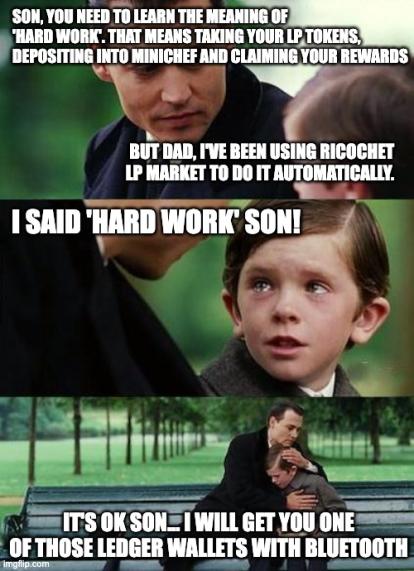 SON, YOU NEED TO LEARN THE MEANING OF
'HARD WORK'. THAT MEANS TAKING YOUR LP TOKENS,
DEPOSITING INTO MINICHEF AND CLAIMING YOUR REWARDS
BUT DAD, I'VE BEEN USING RICOCHET
LP MARKET TO DO IT AUTOMATICALLY.
I SAID 'HARD WORK' SON!
IT'S OK SON... I WILL GET YOU ONE
OF THOSE LEDGER WALLETS WITH BLUETOOTH
imgflip.com